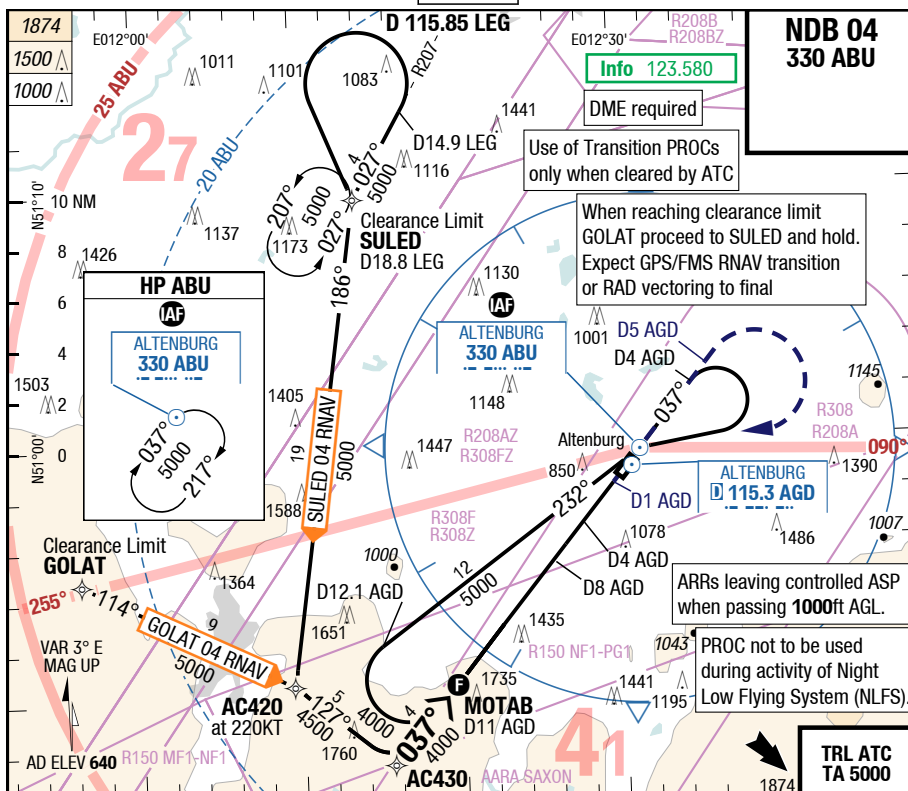 1874
1500
1000
E012°00'
1011
1101
1083
D 115.85 LEG
R207
1441
E012°30'
R208B
R208BZ
Info 123.580
NDB 04
330 ABU
DME required
25 ABU
27
20 ABU
D14.9 LEG
1116
4
027°
5000
Use of Transition PROCs
only when cleared by ATC
N51°10'
10 NM
8
6
4
2
0
1137
1173
207°
5000
027°
Clearance Limit
SULED
D18.8 LEG
When reaching clearance limit
GOLAT proceed to SULED and hold.
Expect GPS/FMS RNAV transition
or RAD vectoring to final
1426
HP ABU
IAF
ALTENBURG
330 ABU
037°
5000
217°
186°
1130
IAF
ALTENBURG
330 ABU
1001
D5 AGD
D4 AGD
1148
1145
1503
1405
19
SULED 04 RNAV
5000
1447
R208AZ
R308FZ
037°
Altenburg
R308
R208A
090°
1390
N51°00'
850
232°
D1 AGD
ALTENBURG
D 115.3 AGD
1588
R308F
R308Z
1078
1486
1007
Clearance Limit
GOLAT
1000
12
5000
D4 AGD
D8 AGD
1364
D12.1 AGD
255°
114°
9
GOLAT 04 RNAV
5000
1651
1435
R150 NF1-PG1
ARRs leaving controlled ASP
when passing 1000ft AGL.
1043
PROC not to be used
during activity of Night
Low Flying System (NLFS).
VAR 3° E
MAG UP
AC420
at 220KT
5
127°
4500
4000
4
037°
4000
F
1735
MOTAB
D11 AGD
1441
1195
1760
AD ELEV 640
R150 MF1-NF1
AC430
AARA SAXON
41
1874
TRL ATC
TA 5000